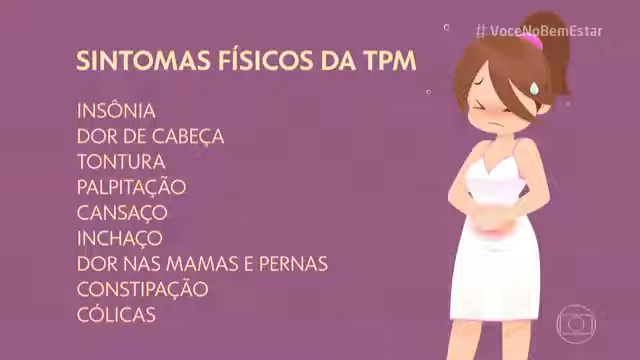 # VoceNoBemEstar
SINTOMAS FÍSICOS DA TPM
INSÔNIA
DOR DE CABEÇA
TONTURA
PALPITAÇÃO
CANSAÇO
INCHAÇO
DOR NAS MAMAS E PERNAS
CONSTIPAÇÃO
CÓLICAS